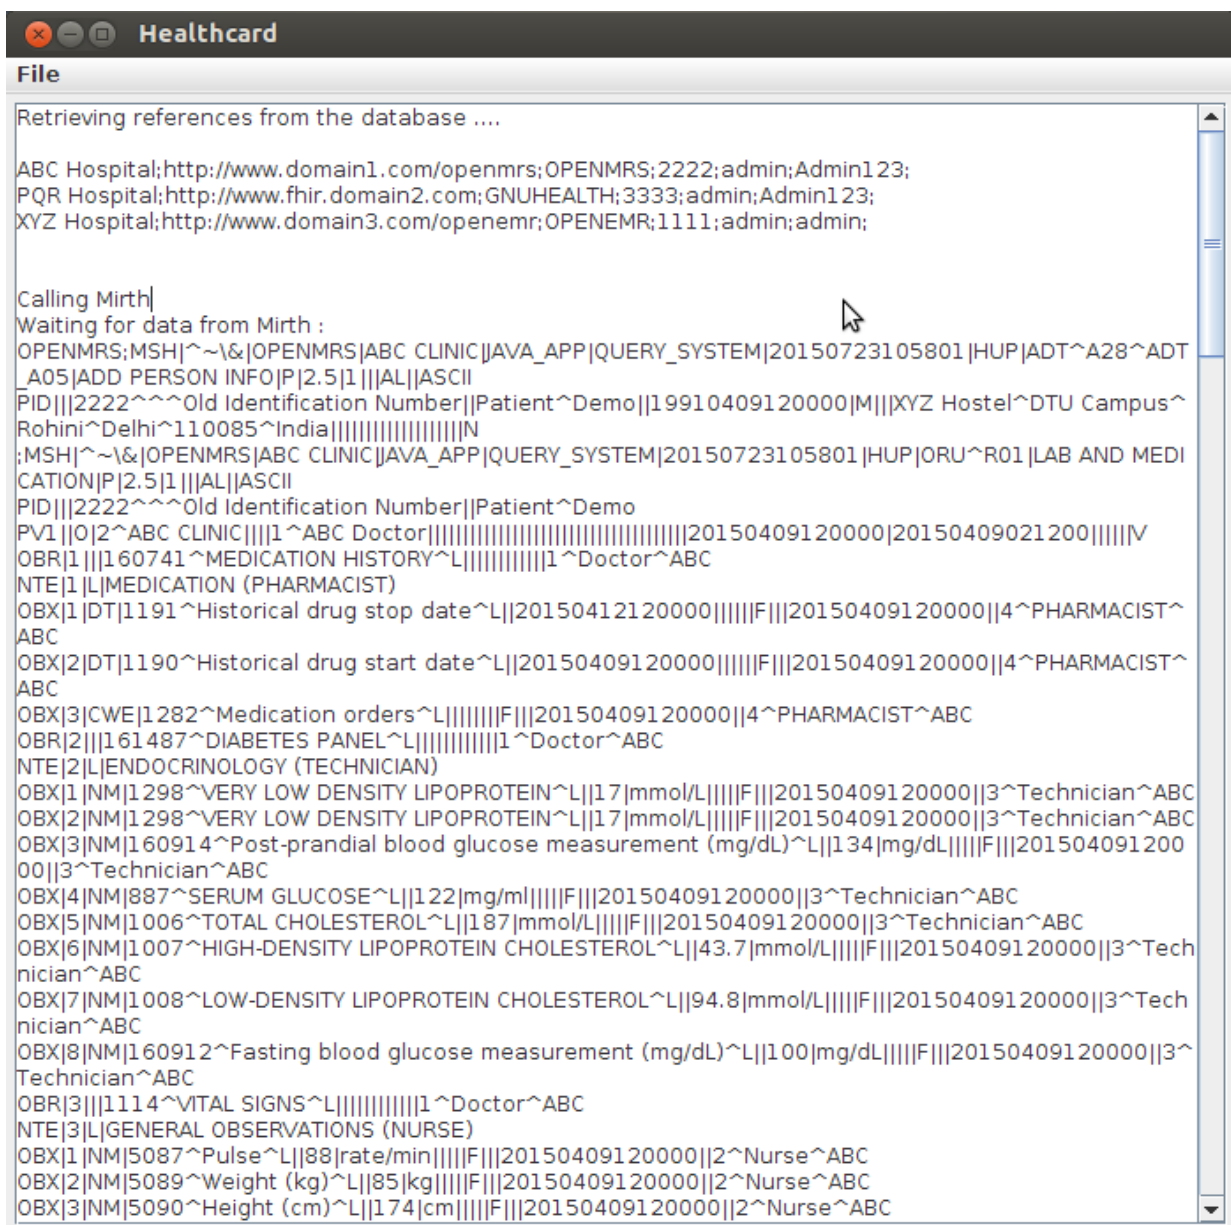 Healthcard
File
Retrieving references from the database ....
ABC Hospital;http://www.domain1.com/openmrs;OPENMRS;2222;admin;Admin123;
PQR Hospital;http://www.fhir.domain2.com;GNUHEALTH;3333;admin;Admin123;
XYZ Hospital;http://www.domain3.com/openemr;OPENEMR;1111;admin;admin;
Calling Mirth
Waiting for data from Mirth :
OPENMRS;MSH|^~\&|OPENMRS|ABC CLINIC|JAVA_APP|QUERY_SYSTEM|20150723105801|HUP|ADT^A28^ADT
_A05|ADD PERSON INFO|P|2.5|1|||AL||ASCII
PID|||2222^^^Old Identification Number||Patient^Demo||19910409120000|M|||XYZ Hostel^DTU Campus^
Rohini^Delhi^110085^India|||||||||||||||||||N
;MSH|^~\&|OPENMRS|ABC CLINIC|JAVA_APP|QUERY_SYSTEM|20150723105801|HUP|ORU^R01|LAB AND MEDI
CATION|P|2.5|1|||AL||ASCII
PID|||2222^^^Old Identification Number||Patient^Demo
PV1||O|2^ABC CLINIC||||1^ABC Doctor|||||||||||||||||||||||||||||||||||||20150409120000|20150409021200||||||V
OBR|1|||160741^MEDICATION HISTORY^L||||||||||||1^Doctor^ABC
NTE|1|L|MEDICATION (PHARMACIST)
OBX|1|DT|1191^Historical drug stop date^L||20150412120000||||||F|||20150409120000||4^PHARMACIST^
ABC
OBX|2|DT|1190^Historical drug start date^L||20150409120000||||||F|||20150409120000||4^PHARMACIST^
ABC
OBX|3|CWE|1282^Medication orders^L||||||||F|||20150409120000||4^PHARMACIST^ABC
OBR|2|||161487^DIABETES PANEL^L||||||||||||1^Doctor^ABC
NTE|2|L|ENDOCRINOLOGY (TECHNICIAN)
OBX|1|NM|1298^VERY LOW DENSITY LIPOPROTEIN^L||17|mmol/L|||||F|||20150409120000||3^Technician^ABC
OBX|2|NM|1298^VERY LOW DENSITY LIPOPROTEIN^L||17|mmol/L|||||F|||20150409120000||3^Technician^ABC
OBX|3|NM|160914^Post-prandial blood glucose measurement (mg/dL)^L||134|mg/dL|||||F|||201504091200
00||3^Technician^ABC
OBX|4|NM|887^SERUM GLUCOSE^L||122|mg/ml|||||F|||20150409120000||3^Technician^ABC
OBX|5|NM|1006^TOTAL CHOLESTEROL^L||187|mmol/L|||||F|||20150409120000||3^Technician^ABC
OBX|6|NM|1007^HIGH-DENSITY LIPOPROTEIN CHOLESTEROL^L||43.7|mmol/L|||||F|||20150409120000||3^Tech
nician^ABC
OBX|7|NM|1008^LOW-DENSITY LIPOPROTEIN CHOLESTEROL^L||94.8|mmol/L|||||F|||20150409120000||3^Tech
nician^ABC
OBX|8|NM|160912^Fasting blood glucose measurement (mg/dL)^L||100|mg/dL|||||F|||20150409120000||3^
Technician^ABC
OBR|3|||1114^VITAL SIGNS^L||||||||||||1^Doctor^ABC
NTE|3|L|GENERAL OBSERVATIONS (NURSE)
OBX|1|NM|5087^Pulse^L||88|rate/min|||||F|||20150409120000||2^Nurse^ABC
OBX|2|NM|5089^Weight (kg)^L||85|kg|||||F|||20150409120000||2^Nurse^ABC
OBX|3|NM|5090^Height (cm)^L||174|cm|||||F|||20150409120000||2^Nurse^ABC